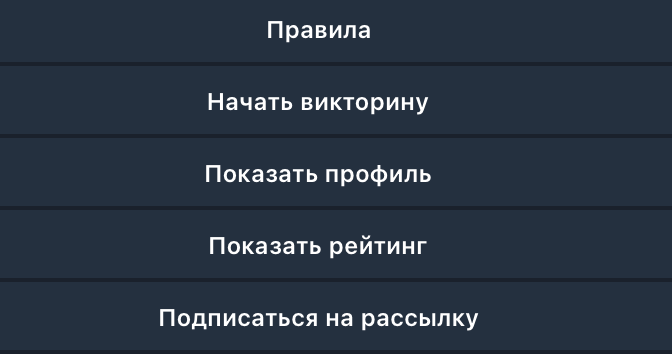 Правила
Начать викторину
Показать профиль
Показать рейтинг
Подписаться на рассылку